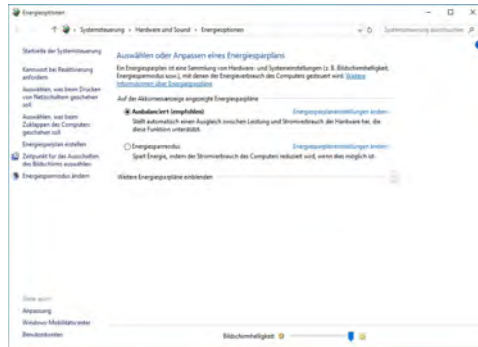 Energieoptionen
Systemsteuerung › Hardware und Sound › Energieoptionen
Systemsteuerung durchsuchen
Startseite der Systemsteuerung
Kennwort bei Reaktivierung
anfordern
Auswählen, was beim Drücken
von Netzschaltern geschehen
soll
Auswählen, was beim
Zuklappen des Computers
geschehen soll
Energiesparplan erstellen
Zeitpunkt für das Ausschalten
des Bildschirms auswählen
Energiesparmodus ändern
Auswählen oder Anpassen eines Energiesparplans
Ein Energiesparplan ist eine Sammlung von Hardware- und Systemeinstellungen (z. B. Bildschirmhelligkeit,
Energiesparmodus usw.), mit denen der Energieverbrauch des Computers gesteuert wird. Weitere
Informationen über Energiesparpläne
Auf der Akkumessanzeige angezeigte Energiesparpläne
Ausbalanciert (empfohlen) Energiesparplaneinstellungen ändern
Stellt automatisch einen Ausgleich zwischen Leistung und Stromverbrauch der Hardware her, die
diese Funktion unterstützt.
Energiesparmodus Energiesparplaneinstellungen ändern
Spart Energie, indem der Stromverbrauch des Computers reduziert wird, wenn dies möglich ist.
Weitere Energiesparpläne einblenden
Siehe auch
Anpassung
Windows-Mobilitätscenter
Benutzerkonten
Bildschirmhelligkeit